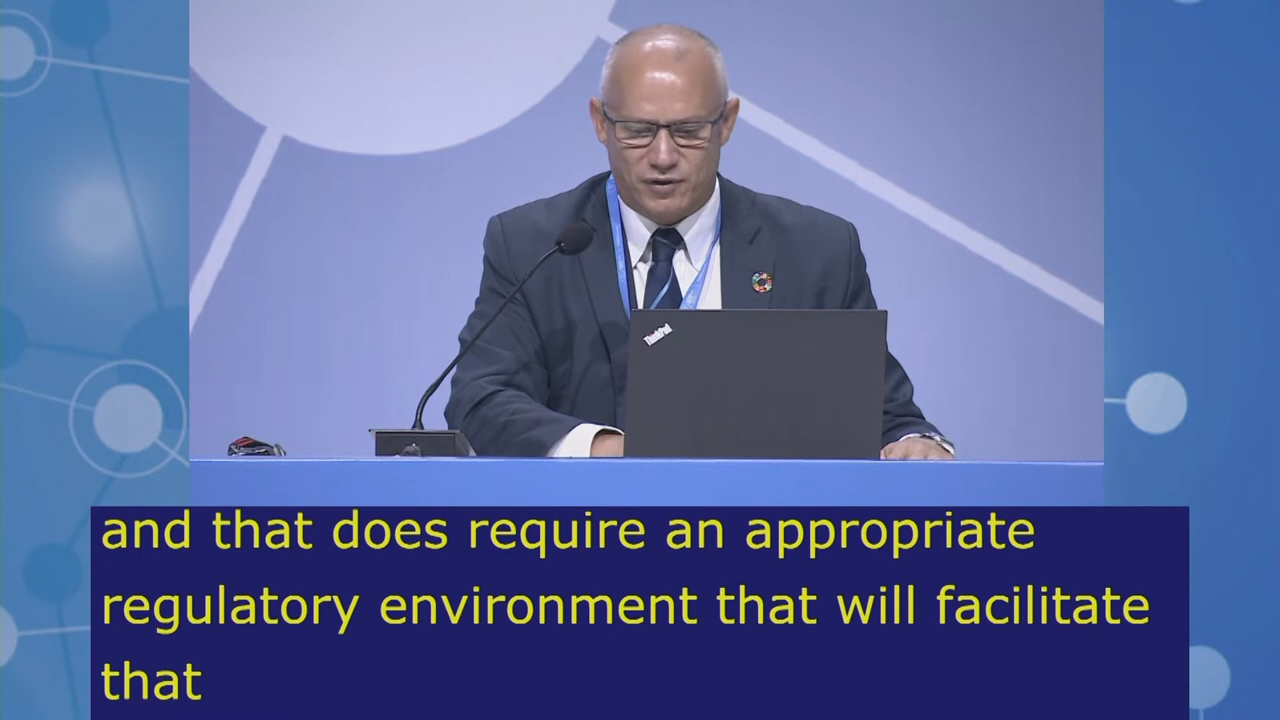 ThinkPad
and that does require an appropriate
regulatory environment that will facilitate
that